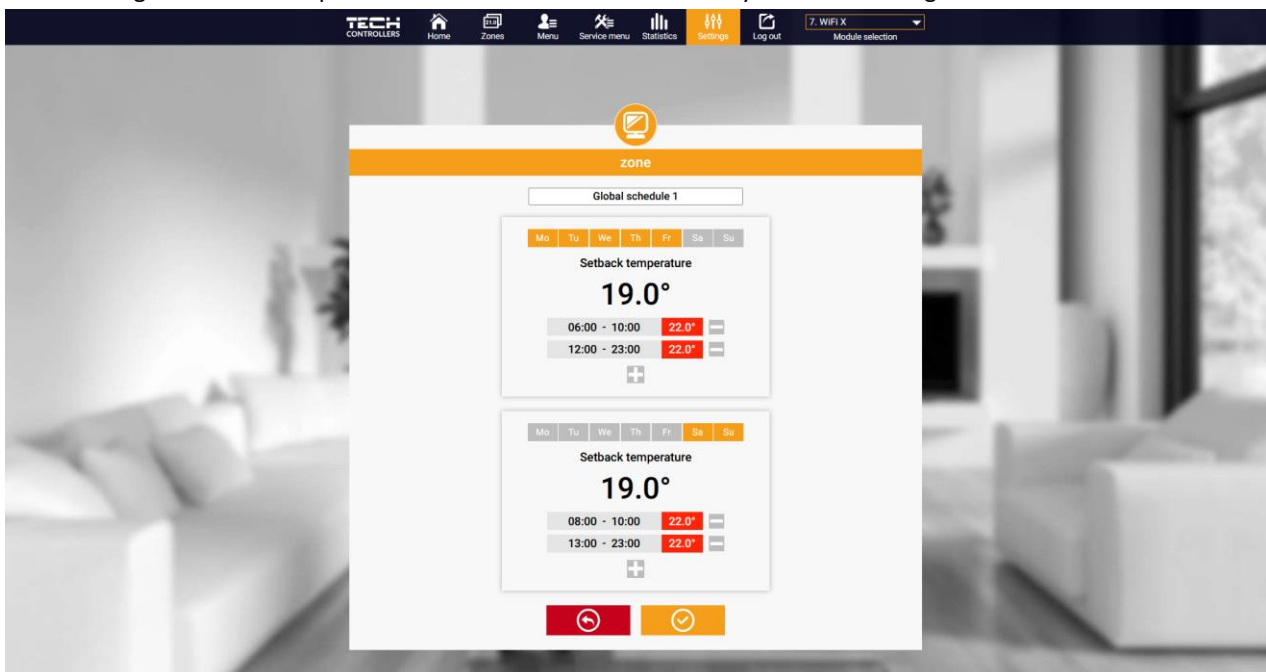 TECH
CONTROLLERS
Home
Zones
Menu
Service menu
Statistics
Settings
Log out
7. WiFi X
Module selection
zone
Global schedule 1
Mo Tu We Th Fr Sa Su
Setback temperature
19.0°
06:00 - 10:00 22.0°
12:00 - 23:00 22.0°
Mo Tu We Th Fr Sa Su
Setback temperature
19.0°
08:00 - 10:00 22.0°
13:00 - 23:00 22.0°